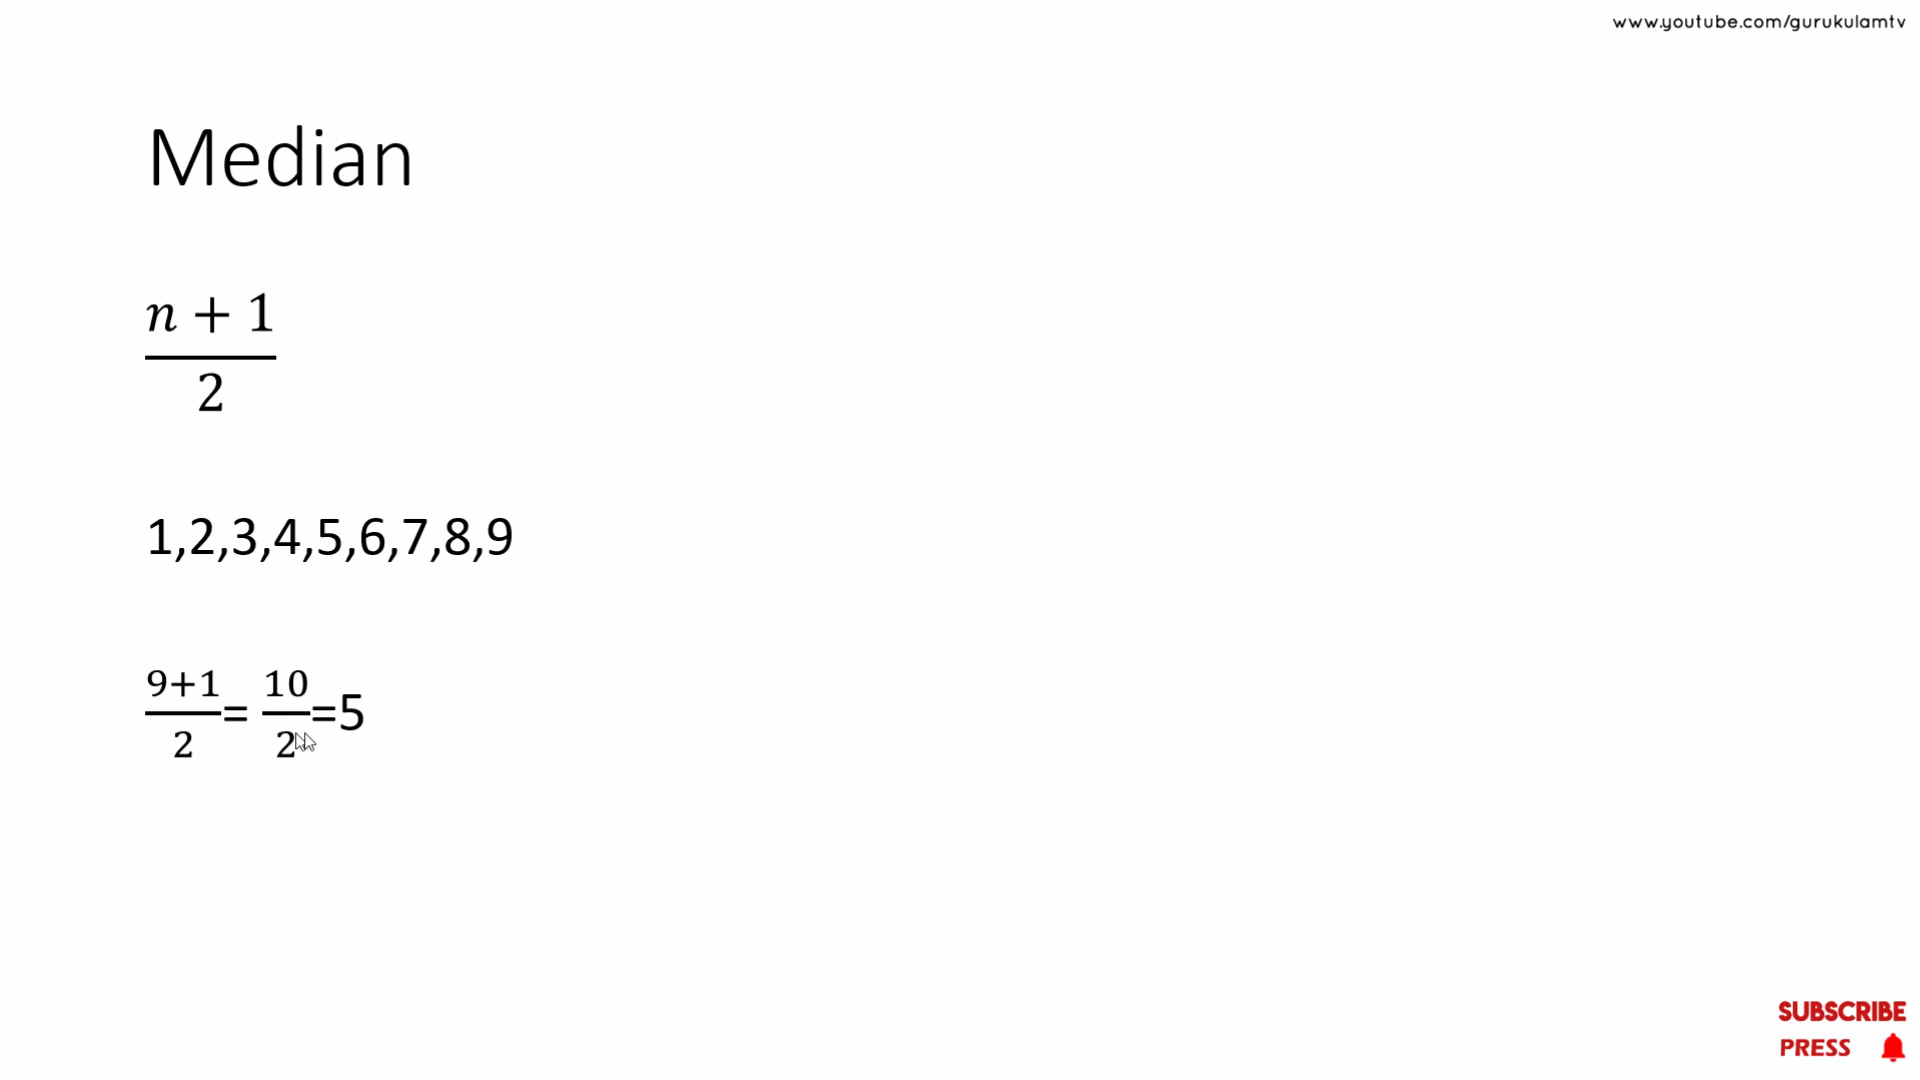 www.youtube.com/gurukulamtv
Median
n + 1
2
1,2,3,4,5,6,7,8,9
9+1/2= 10/2=5
SUBSCRIBE
PRESS